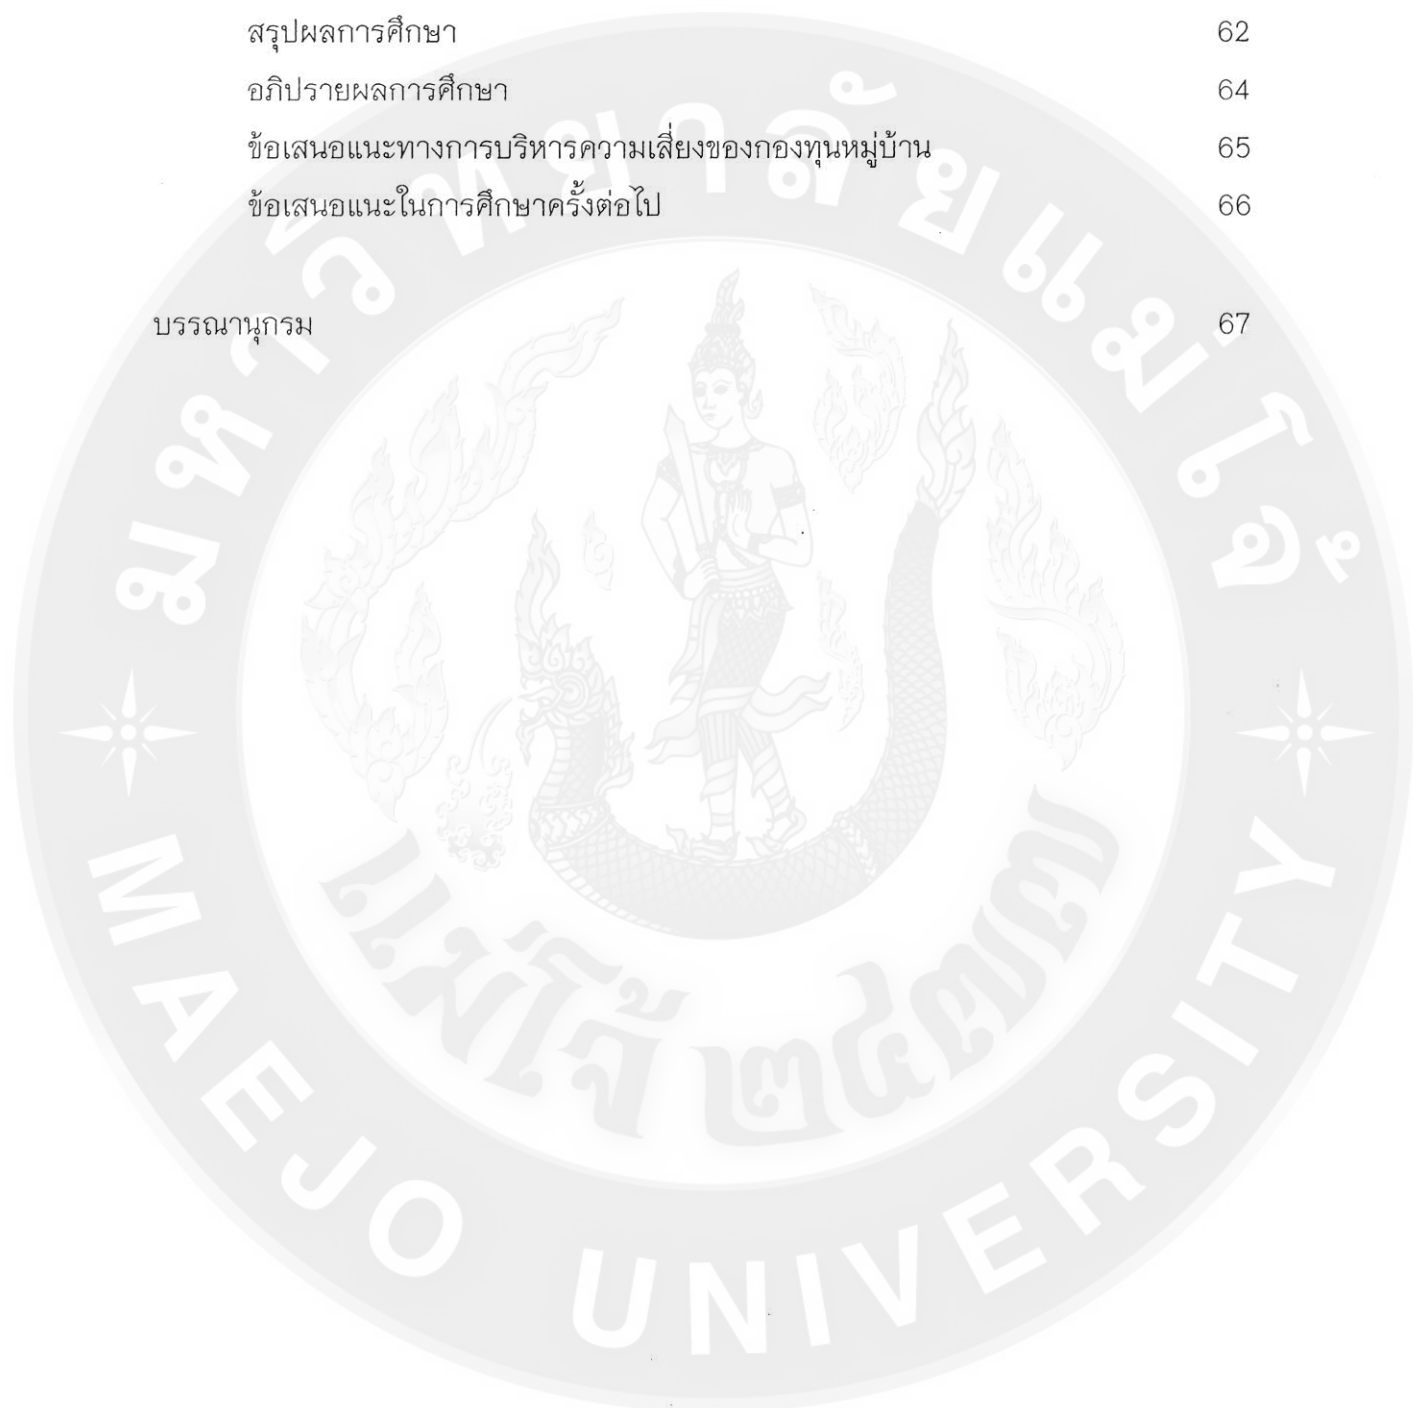 สรุปผลการศึกษา 62
อภิปรายผลการศึกษา 64
ข้อเสนอแนะทางการบริหารความเสี่ยงของกองทุนหมู่บ้าน 65
ข้อเสนอแนะในการศึกษาครั้งต่อไป 66
บรรณานุกรม 67
มหาวิทยาลัยแม่โจ้
แม่โจ้ ๒๔๗๗
MAEJO UNIVERSITY